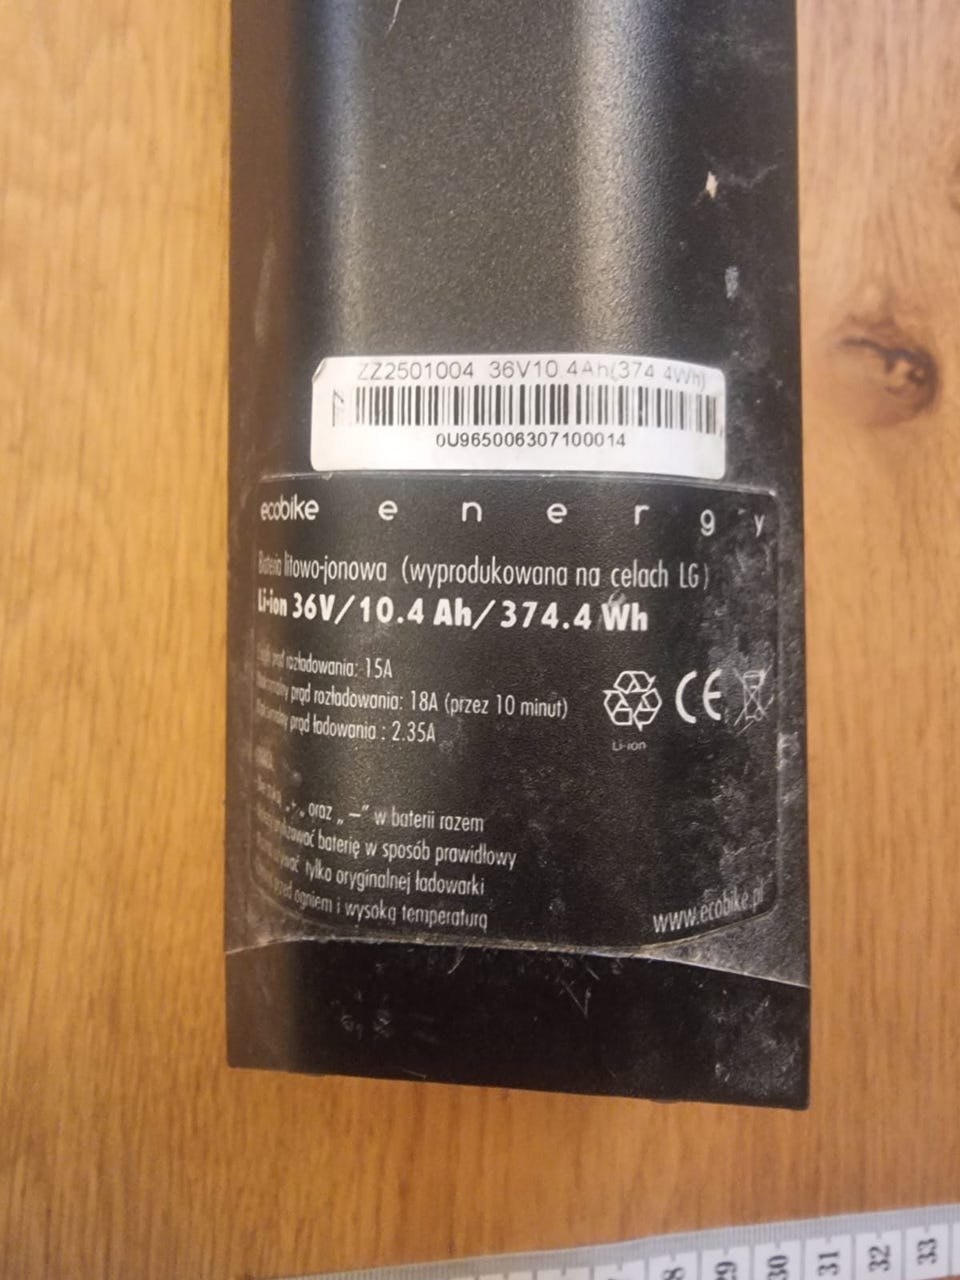 ZZ2501004 36V10.4Ah(374.4Wh)
0U965006307100014
ecobike energy
Bateria litowo-jonowa (wyprodukowana na celach LG)
Li-ion 36V/10.4 Ah/374.4 Wh
prąd rozładowania: 15A
prąd rozładowania: 18A (przez 10 minut)
prąd ładowania : 2.35A
Li-ion
CE
„+„ oraz „ –” w baterii razem
baterię w sposób prawidłowy
tylko oryginalnej ładowarki
przed ogniem i wysoką temperaturą
www.ecobike.pl
29 30 31 32 33